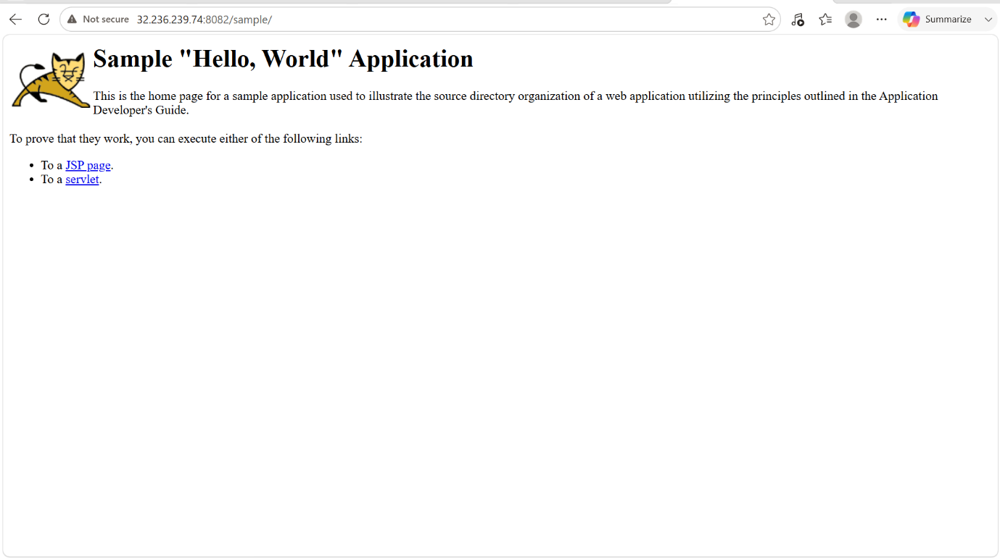 Not secure 32.236.239.74:8082/sample/ Summarize
Sample "Hello, World" Application
This is the home page for a sample application used to illustrate the source directory organization of a web application utilizing the principles outlined in the Application
Developer's Guide.
To prove that they work, you can execute either of the following links:
• To a JSP page.
• To a servlet.